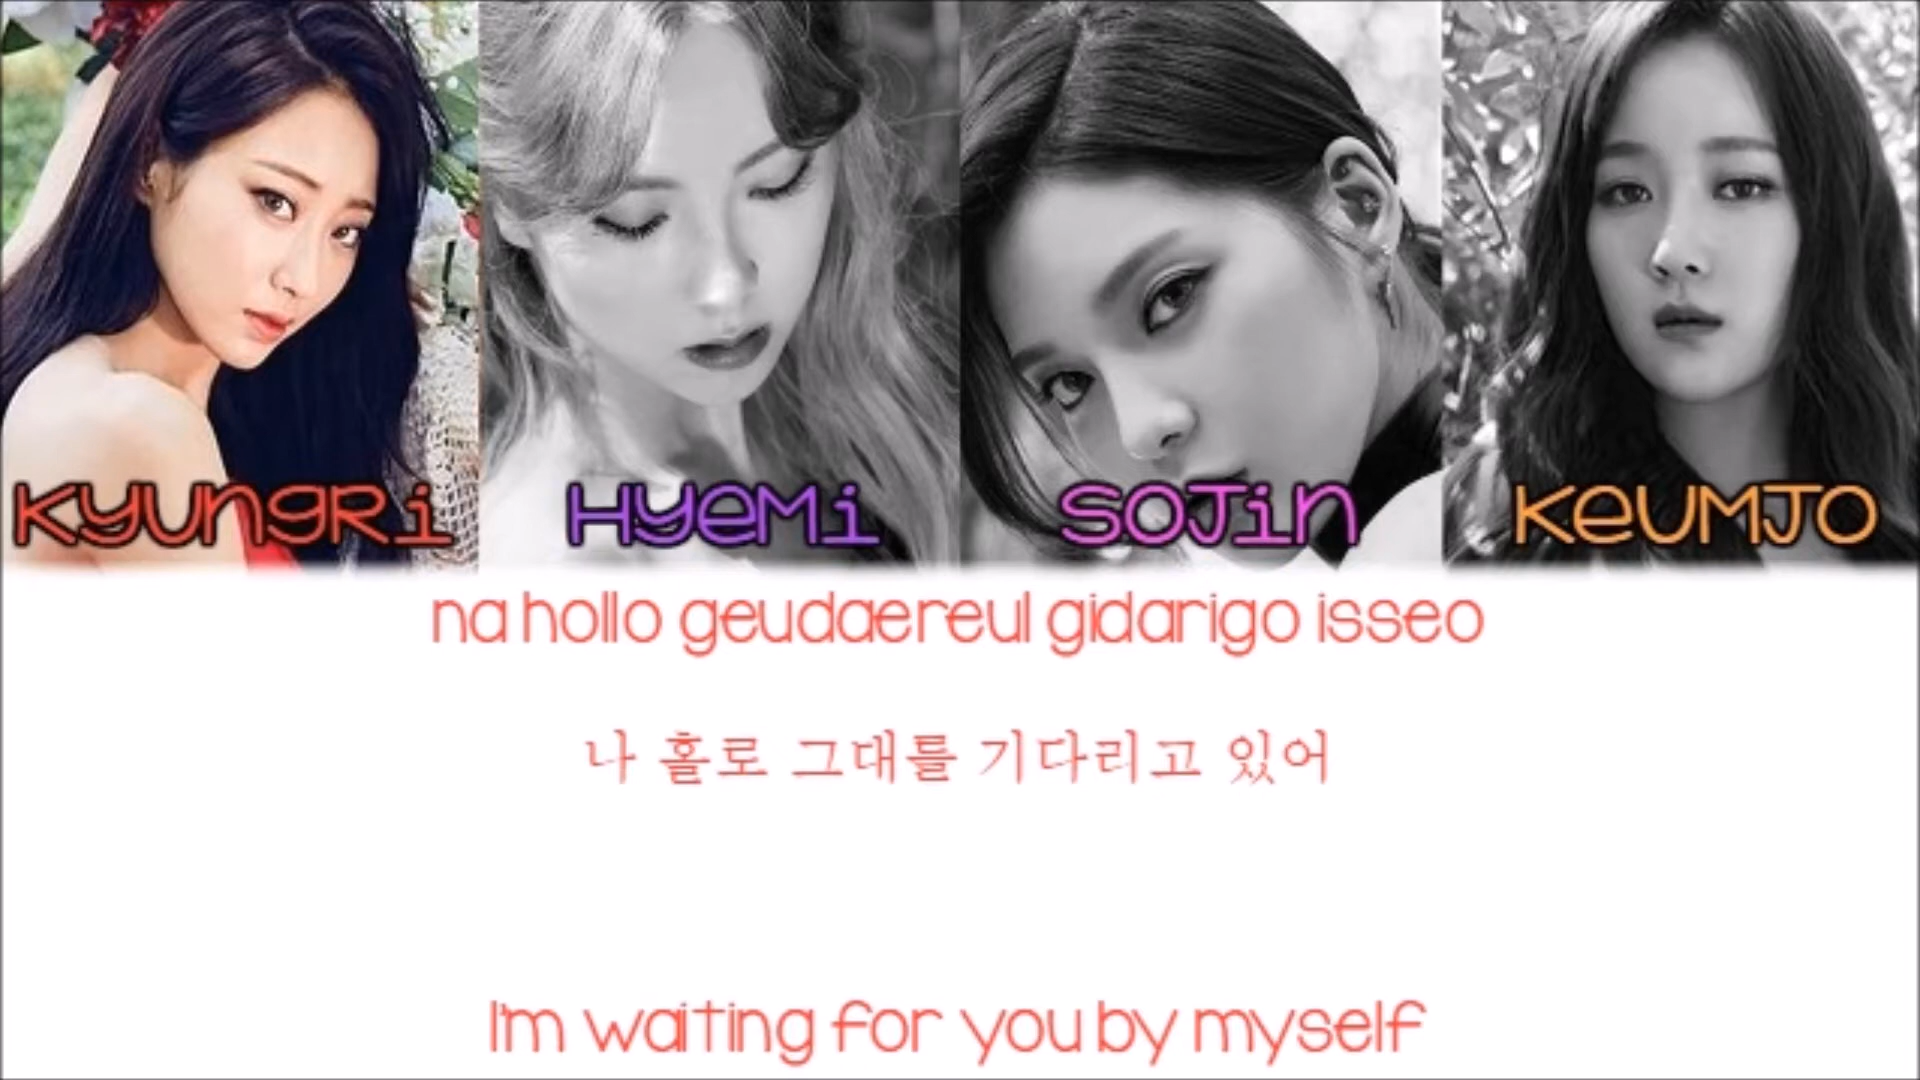 KYUNGRI HYEMI SOJIN KEUMJO
na hollo geudaereul gidarigo isseo
나 홀로 그대를 기다리고 있어
I'm waiting for you by myself